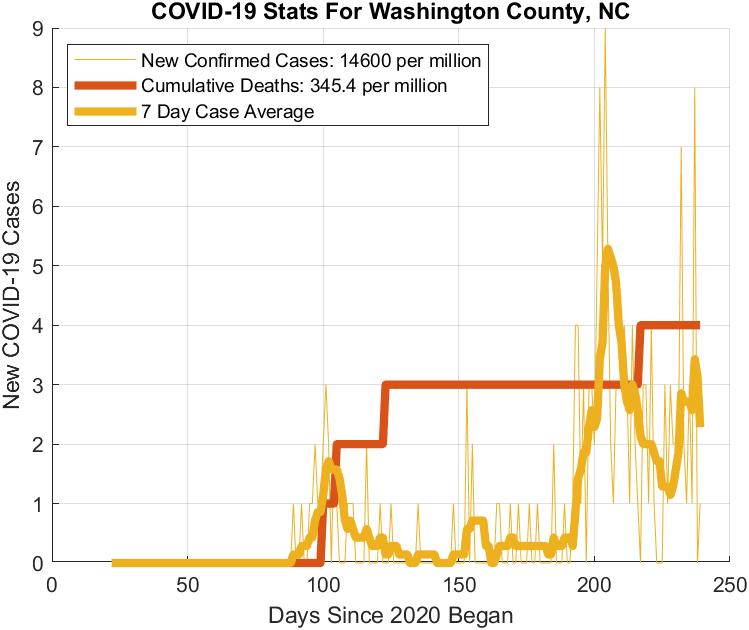 COVID-19 Stats For Washington County, NC
New Confirmed Cases: 14600 per million
Cumulative Deaths: 345.4 per million
7 Day Case Average
New COVID-19 Cases
9
8
7
6
5
4
3
2
1
0
0 50 100 150 200 250
Days Since 2020 Began